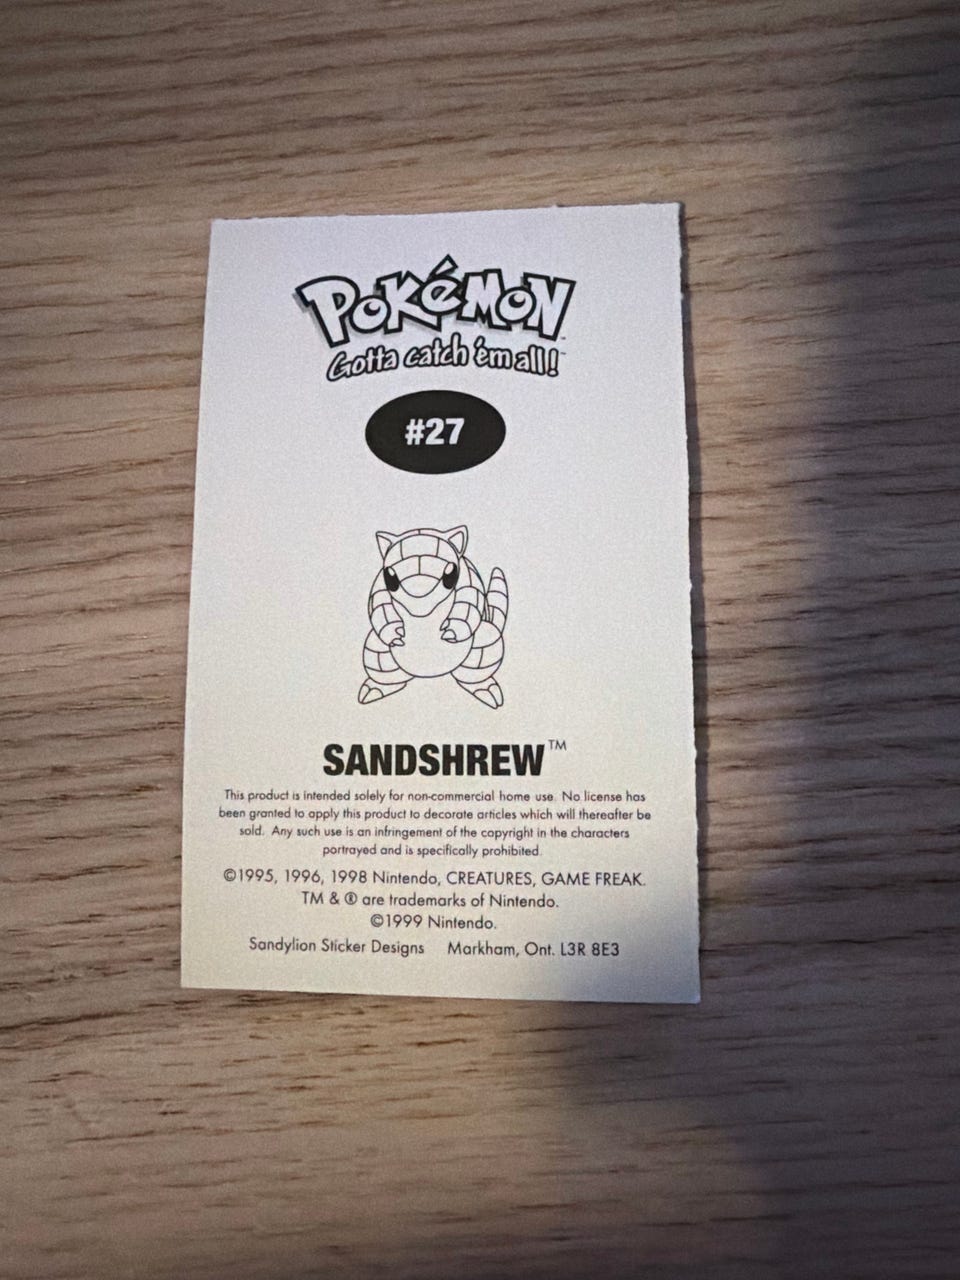 POKéMON
Gotta catch 'em all!™
#27
SANDSHREW™
This product is intended solely for non-commercial home use. No license has
been granted to apply this product to decorate articles which will thereafter be
sold. Any such use is an infringement of the copyright in the characters
portrayed and is specifically prohibited.
©1995, 1996, 1998 Nintendo, CREATURES, GAME FREAK.
TM & ® are trademarks of Nintendo.
©1999 Nintendo.
Sandylion Sticker Designs Markham, Ont. L3R 8E3